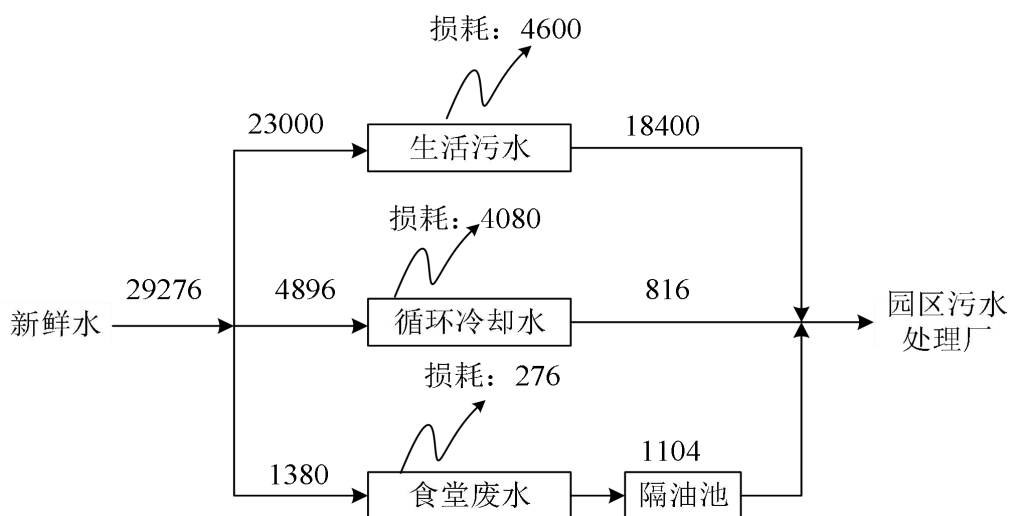 损耗：4600
23000
生活污水
18400
损耗：4080
新鲜水
29276
4896
循环冷却水
816
园区污水
处理厂
损耗：276
1380
食堂废水
1104
隔油池